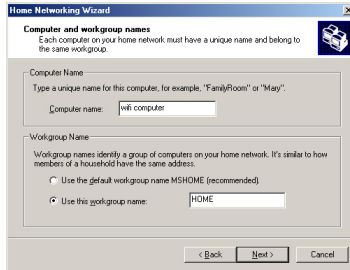 Home Networking Wizard
Computer and workgroup names
Each computer on your home network must have a unique name and belong to
the same workgroup.
Computer Name
Type a unique name for this computer, for example, "FamilyRoom" or "Mary".
Computer name:
wifi computer
Workgroup Name
Workgroup names identify a group of computers on your home network. It's similar to how
members of a household have the same address.
Use the default workgroup name MSHOME (recommended).
Use this workgroup name:
HOME
< Back
Next >
Cancel